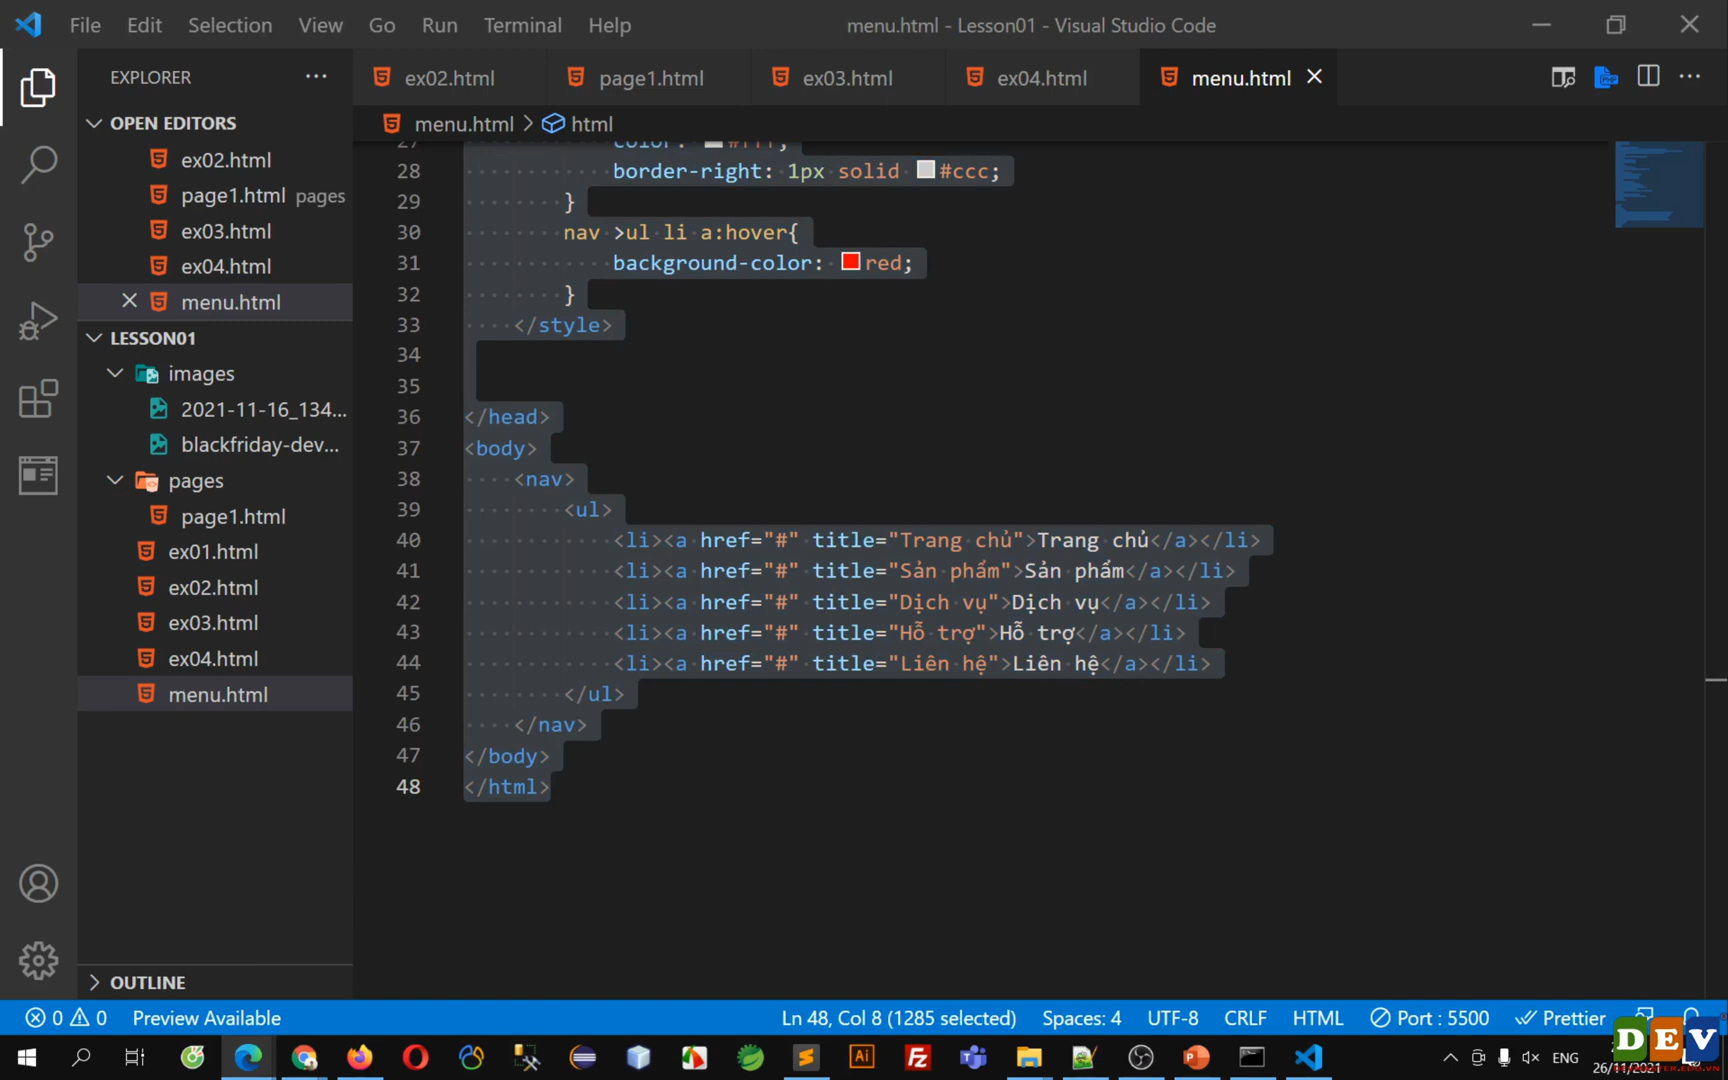 File Edit Selection View Go Run Terminal Help
menu.html - Lesson01 - Visual Studio Code
EXPLORER
ex02.html page1.html ex03.html ex04.html menu.html
OPEN EDITORS
ex02.html
page1.html pages
ex03.html
ex04.html
menu.html
LESSON01
images
2021-11-16_134...
blackfriday-dev...
pages
page1.html
ex01.html
ex02.html
ex03.html
ex04.html
menu.html
OUTLINE
menu.html > html
27 color: #fff;
28 border-right: 1px solid #ccc;
29 }
30 nav >ul li a:hover{
31 background-color: red;
32 }
33 </style>
34
35
36 </head>
37 <body>
38 <nav>
39 <ul>
40 <li><a href="#" title="Trang chủ">Trang chủ</a></li>
41 <li><a href="#" title="Sản phẩm">Sản phẩm</a></li>
42 <li><a href="#" title="Dịch vụ">Dịch vụ</a></li>
43 <li><a href="#" title="Hỗ trợ">Hỗ trợ</a></li>
44 <li><a href="#" title="Liên hệ">Liên hệ</a></li>
45 </ul>
46 </nav>
47 </body>
48 </html>
0 0 Preview Available
Ln 48, Col 8 (1285 selected) Spaces: 4 UTF-8 CRLF HTML Port : 5500 Prettier
ENG
26/11/2021
DEV